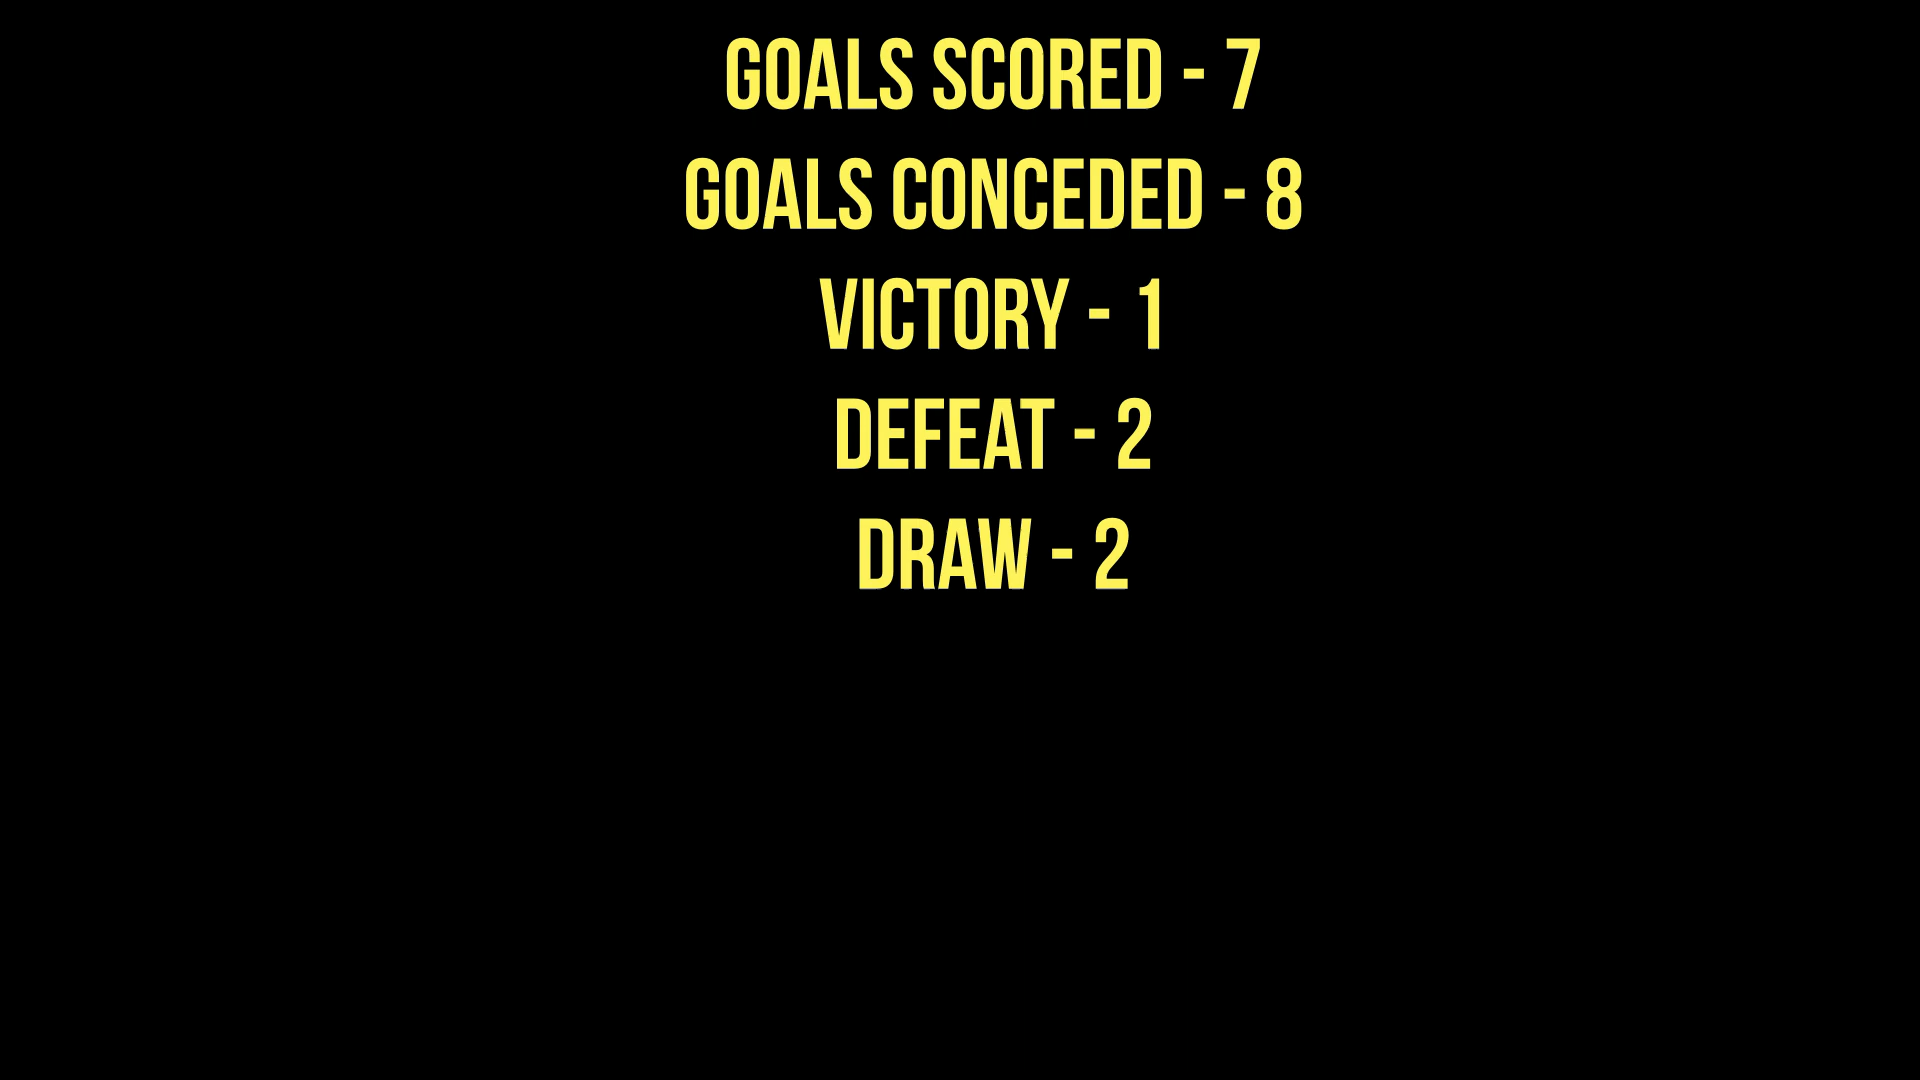 GOALS SCORED - 7
GOALS CONCEDED - 8
VICTORY - 1
DEFEAT - 2
DRAW - 2